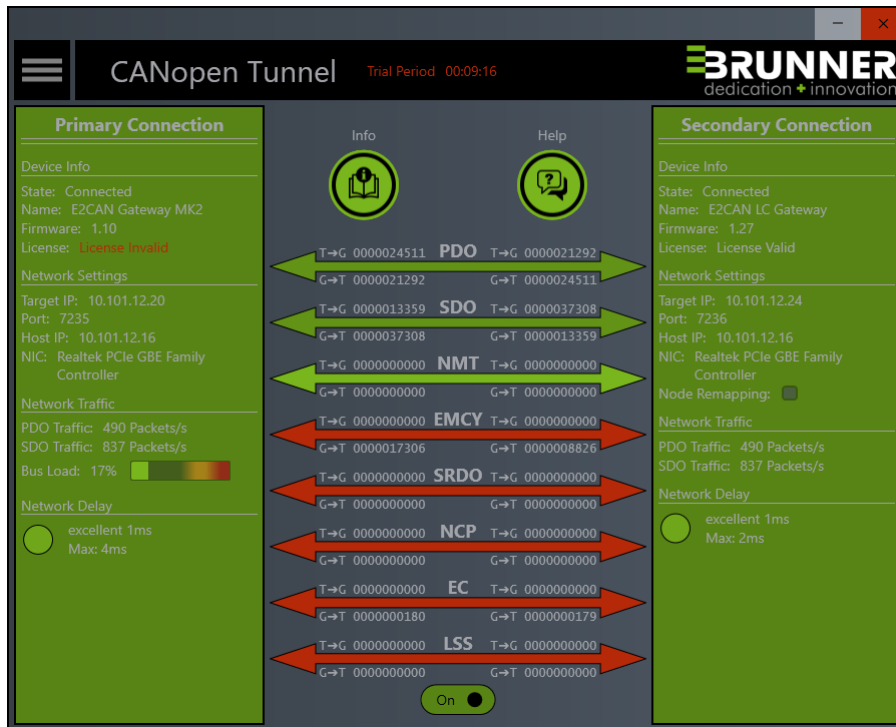 CANopen Tunnel
Trial Period 00:09:16
BRUNNER
dedication + innovation
Primary Connection
Device Info
State: Connected
Name: E2CAN Gateway MK2
Firmware: 1.10
License: License Invalid
Network Settings
Target IP: 10.101.12.20
Port: 7235
Host IP: 10.101.12.16
NIC: Realtek PCIe GBE Family
Controller
Network Traffic
PDO Traffic: 490 Packets/s
SDO Traffic: 837 Packets/s
Bus Load: 17%
Network Delay
excellent 1ms
Max: 4ms
Info
Help
T→G 0000024511 PDO T→G 0000021292
G→T 0000021292 G→T 0000024511
T→G 0000013359 SDO T→G 0000037308
G→T 0000037308 G→T 0000013359
T→G 0000000000 NMT T→G 0000000000
G→T 0000000000 G→T 0000000000
T→G 0000000000 EMCY T→G 0000000000
G→T 0000017306 G→T 0000008826
T→G 0000000000 SRDO T→G 0000000000
G→T 0000000000 G→T 0000000000
T→G 0000000000 NCP T→G 0000000000
G→T 0000000000 G→T 0000000000
T→G 0000000000 EC T→G 0000000000
G→T 0000000180 G→T 0000000179
T→G 0000000000 LSS T→G 0000000000
G→T 0000000000 G→T 0000000000
On
Secondary Connection
Device Info
State: Connected
Name: E2CAN LC Gateway
Firmware: 1.27
License: License Valid
Network Settings
Target IP: 10.101.12.24
Port: 7236
Host IP: 10.101.12.16
NIC: Realtek PCIe GBE Family
Controller
Node Remapping:
Network Traffic
PDO Traffic: 490 Packets/s
SDO Traffic: 837 Packets/s
Network Delay
excellent 1ms
Max: 2ms